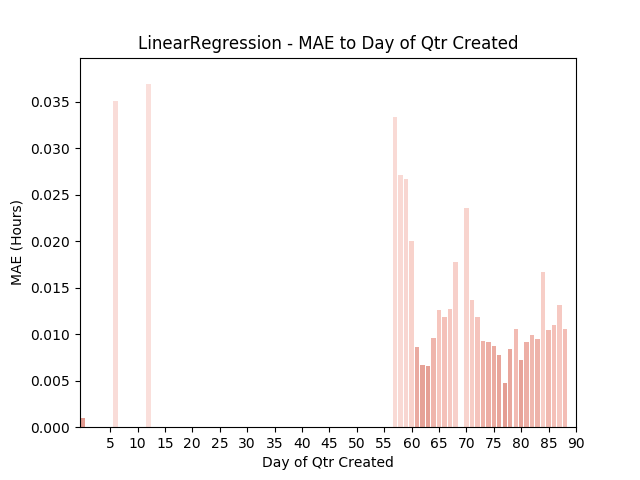 LinearRegression - MAE to Day of Qtr Created
MAE (Hours)
0.035
0.030
0.025
0.020
0.015
0.010
0.005
0.000
5 10 15 20 25 30 35 40 45 50 55 60 65 70 75 80 85 90
Day of Qtr Created